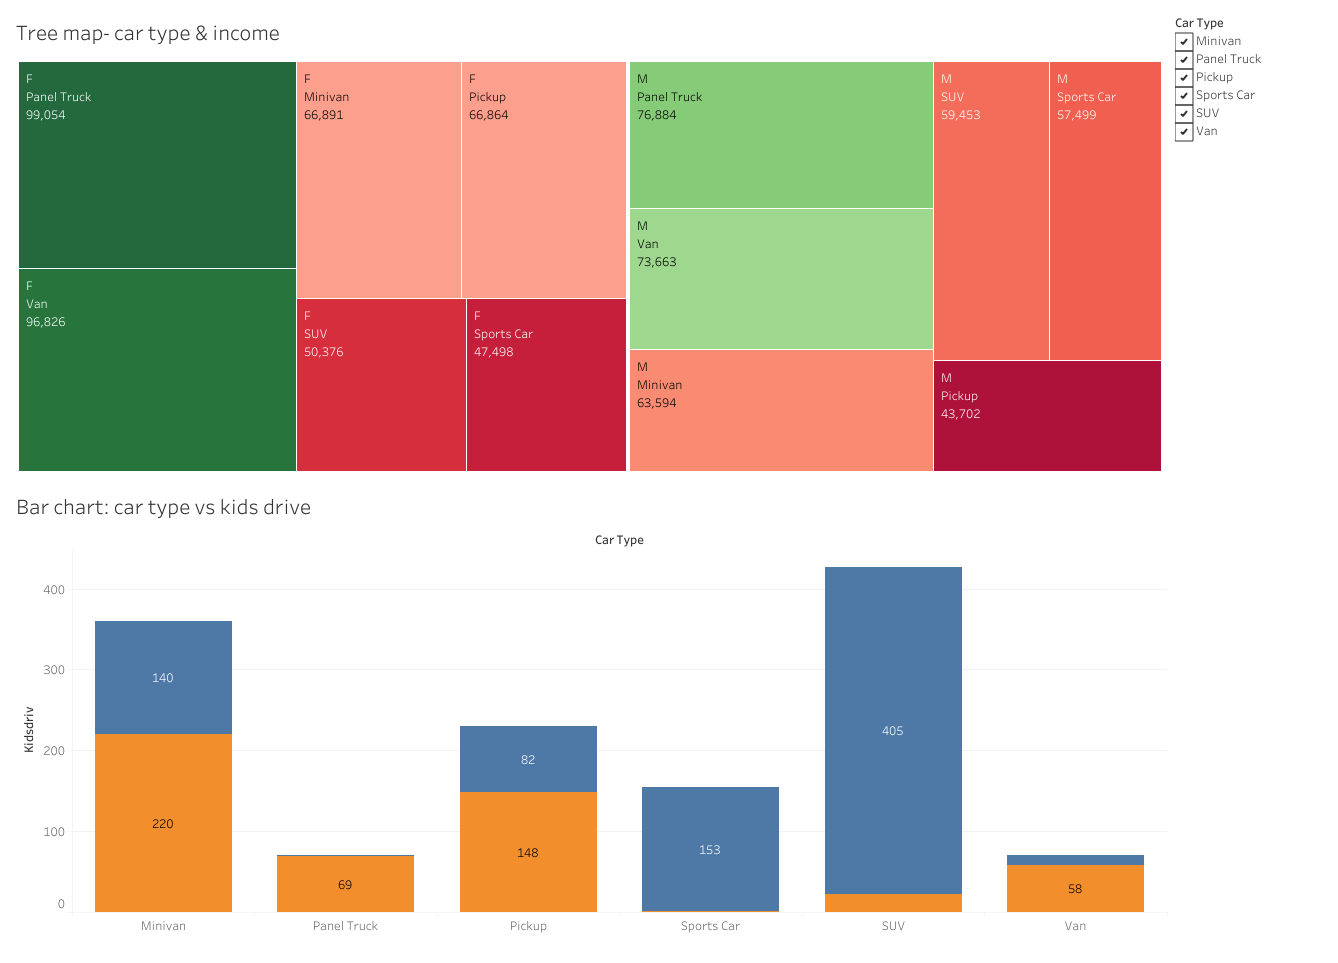 Tree map- car type & income
F
Panel Truck
99,054
F
Van
96,826
F
Minivan
66,891
F
Pickup
66,864
F
SUV
50,376
F
Sports Car
47,498
M
Panel Truck
76,884
M
Van
73,663
M
Minivan
63,594
M
SUV
59,453
M
Sports Car
57,499
M
Pickup
43,702
Car Type
Minivan
Panel Truck
Pickup
Sports Car
SUV
Van
Bar chart: car type vs kids drive
Car Type
Kidsdriv
400
300
200
100
0
140
220
69
82
148
153
405
58
Minivan
Panel Truck
Pickup
Sports Car
SUV
Van